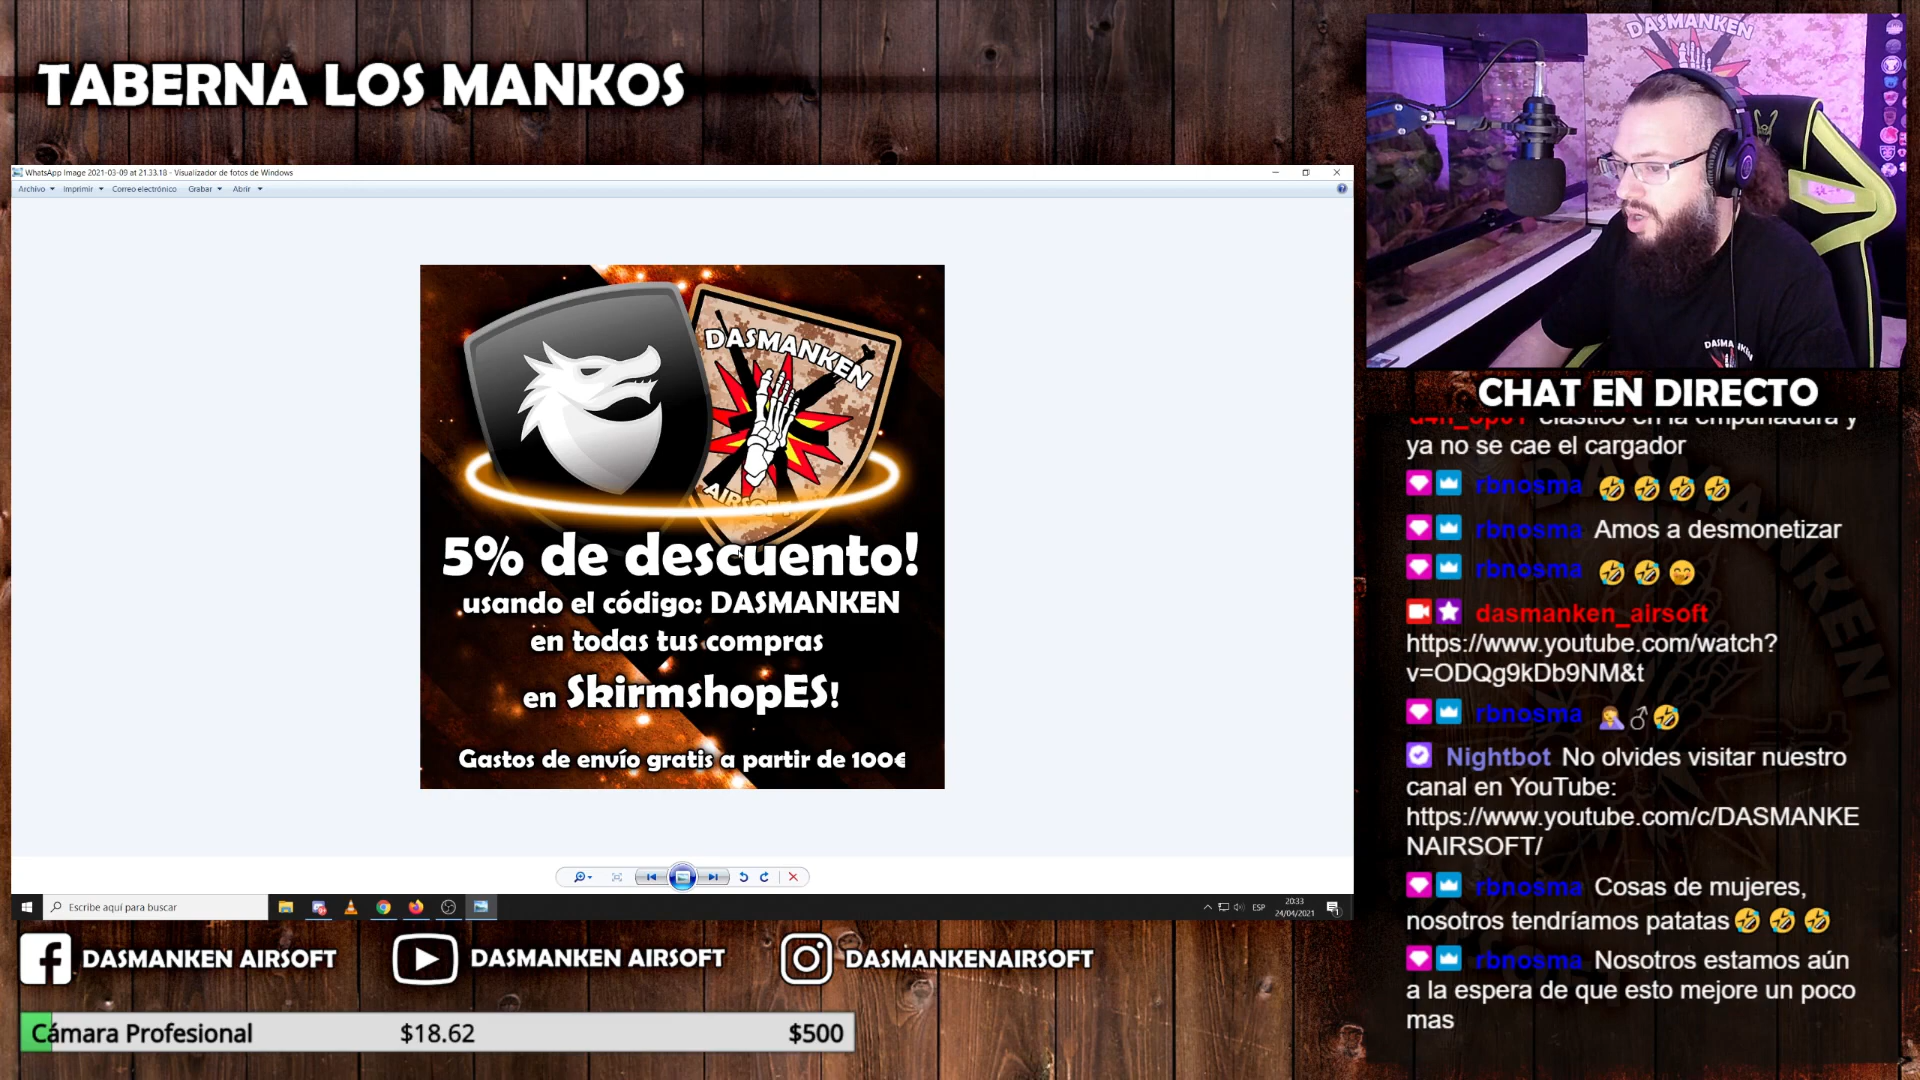 TABERNA LOS MANKOS
WhatsApp Image 2021-03-09 at 21.33.18 - Visualizador de fotos de Windows
Archivo Imprimir Correo electrónico Grabar Abrir
DASMANKEN
AIRSOFT
5% de descuento!
usando el código: DASMANKEN
en todas tus compras
en SkirmshopES!
Gastos de envío gratis a partir de 100€
Escribe aquí para buscar
ESP
20:33
24/04/2021
DASMANKEN AIRSOFT
DASMANKEN AIRSOFT
DASMANKENAIRSOFT
Cámara Profesional $18.62 $500
DASMANKEN
CHAT EN DIRECTO
elastico en la empuñadura y
ya no se cae el cargador
rbnosma
rbnosma Amos a desmonetizar
rbnosma
dasmanken_airsoft
https://www.youtube.com/watch?
v=ODQg9kDb9NM&t
rbnosma
Nightbot No olvides visitar nuestro
canal en YouTube:
https://www.youtube.com/c/DASMANKE
NAIRSOFT/
rbnosma Cosas de mujeres,
nosotros tendríamos patatas
rbnosma Nosotros estamos aún
a la espera de que esto mejore un poco
mas